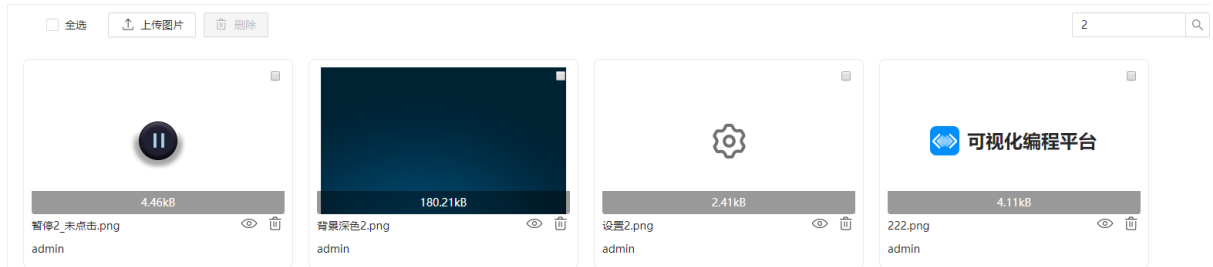 全选 上传图片 删除 2
4.46kB 180.21kB 2.41kB 可视化编程平台 4.11kB
暂停2_未点击.png 背景深色2.png 设置2.png 222.png
admin admin admin admin